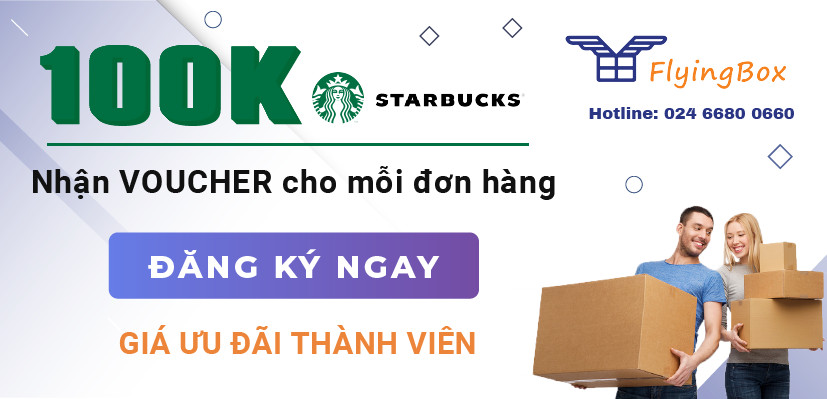 100K
STARBUCKS
FlyingBox
Hotline: 024 6680 0660
Nhận VOUCHER cho mỗi đơn hàng
ĐĂNG KÝ NGAY
GIÁ ƯU ĐÃI THÀNH VIÊN